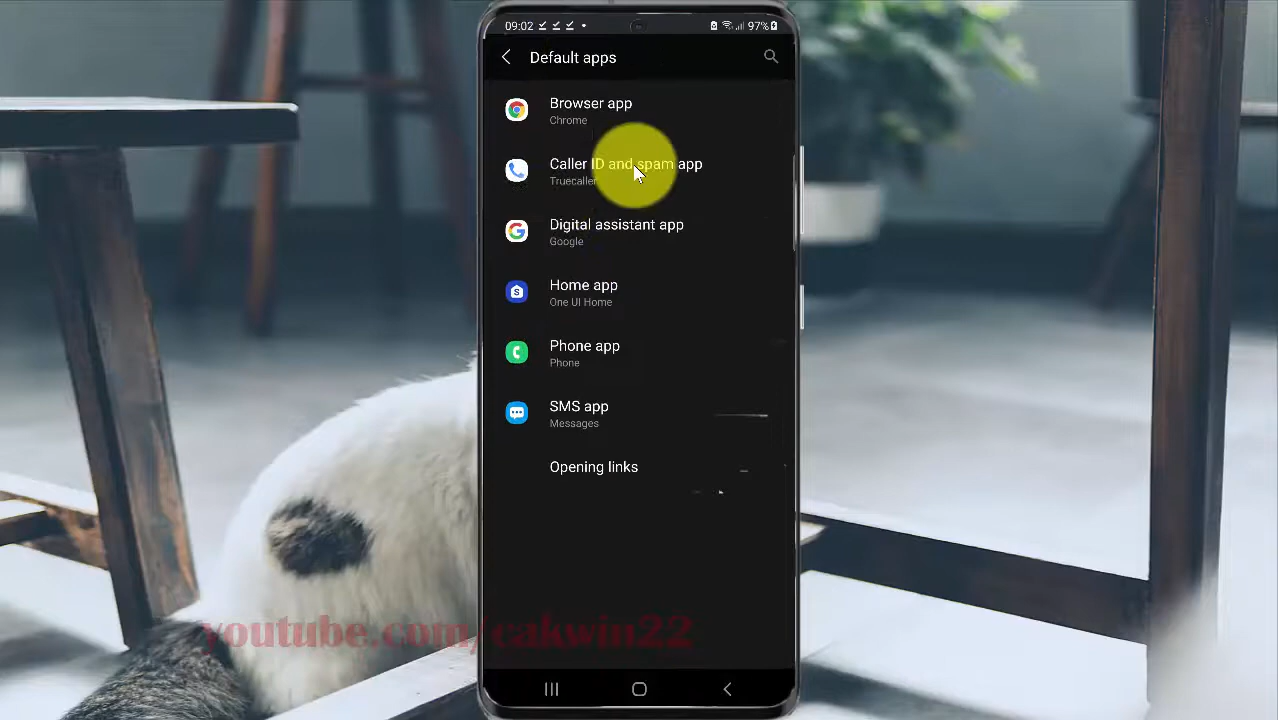 09:02
97%
Default apps
Browser app
Chrome
Caller ID and spam app
Truecaller
Digital assistant app
Google
Home app
One UI Home
Phone app
Phone
SMS app
Messages
Opening links
youtube.com/cakwin22